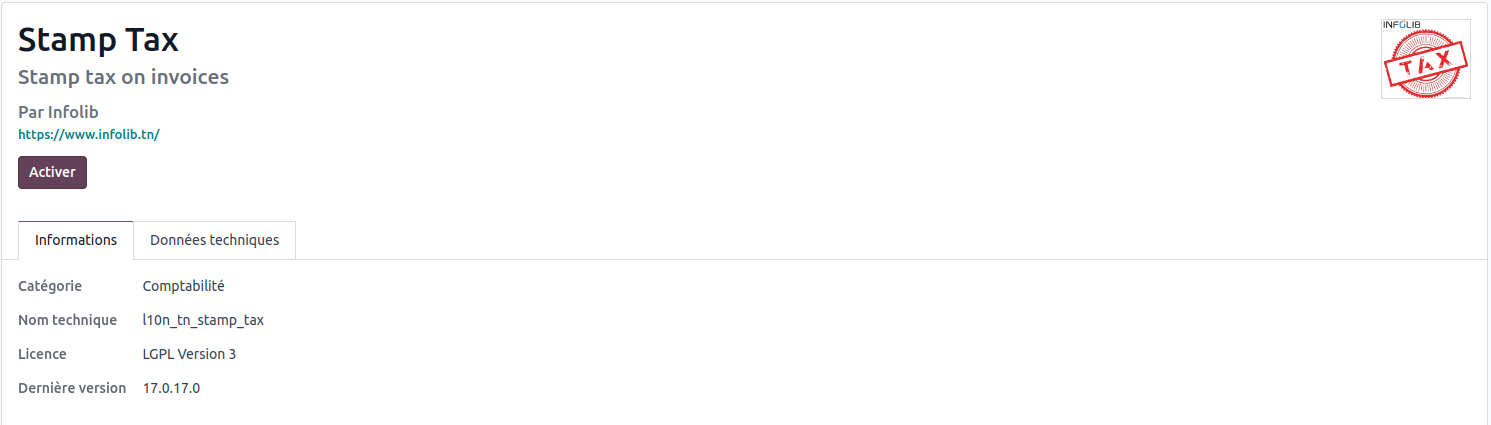 Stamp Tax
Stamp tax on invoices
Par Infolib
https://www.infolib.tn/
Activer
INFOLIB
TAX
Informations
Données techniques
Catégorie Comptabilité
Nom technique l10n_tn_stamp_tax
Licence LGPL Version 3
Dernière version 17.0.17.0